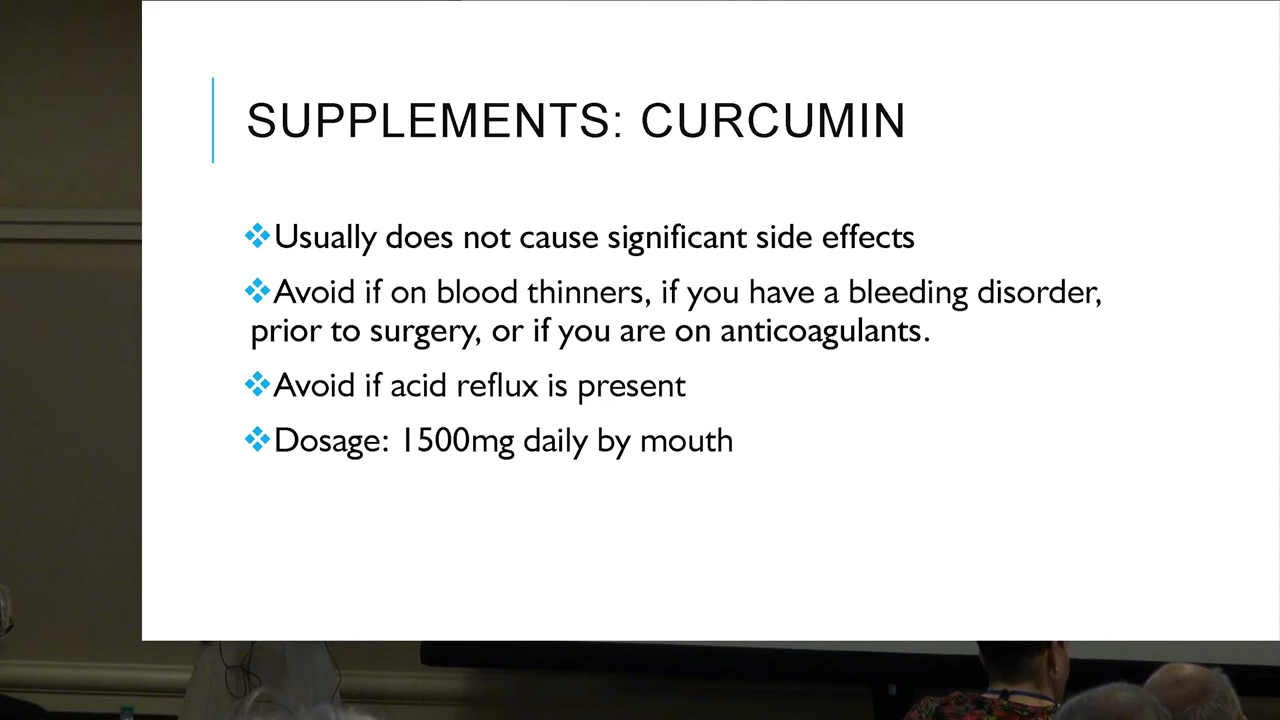 SUPPLEMENTS: CURCUMIN
❖Usually does not cause significant side effects
❖Avoid if on blood thinners, if you have a bleeding disorder,
prior to surgery, or if you are on anticoagulants.
❖Avoid if acid reflux is present
❖Dosage: 1500mg daily by mouth